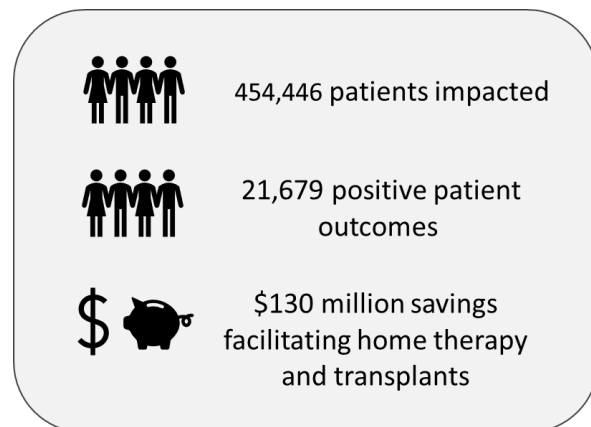 454,446 patients impacted
21,679 positive patient
outcomes
$130 million savings
facilitating home therapy
and transplants